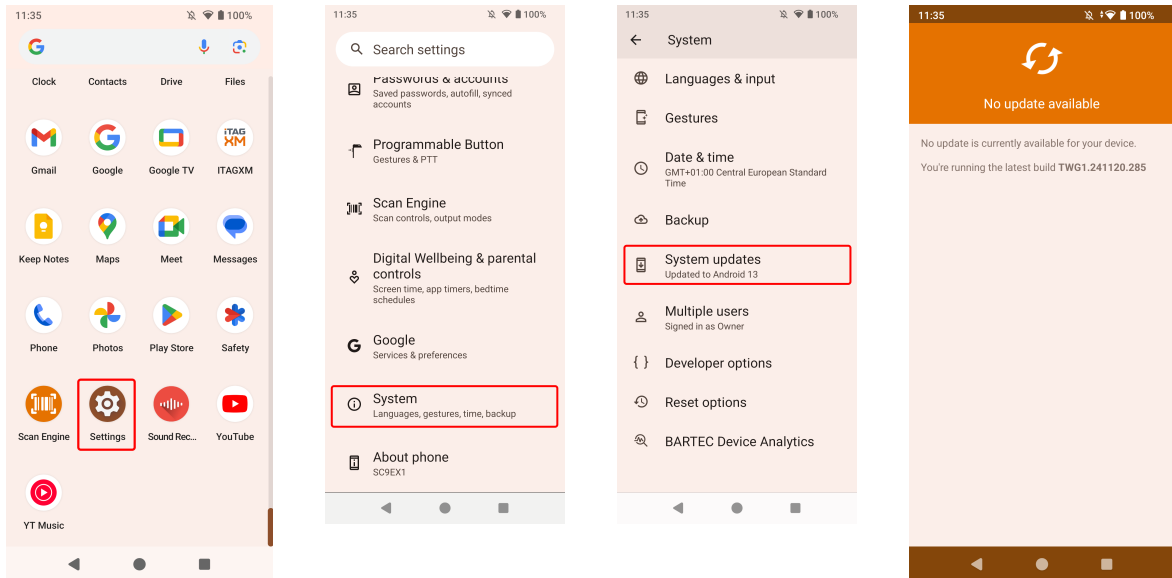 11:35
100%
Clock
Contacts
Drive
Files
iTAG
XM
Gmail
Google
Google TV
ITAGXM
Keep Notes
Maps
Meet
Messages
Phone
Photos
Play Store
Safety
Scan Engine
Settings
Sound Rec...
YouTube
YT Music
11:35
100%
Search settings
Passwords & accounts
Saved passwords, autofill, synced
accounts
Programmable Button
Gestures & PTT
Scan Engine
Scan controls, output modes
Digital Wellbeing & parental
controls
Screen time, app timers, bedtime
schedules
Google
Services & preferences
System
Languages, gestures, time, backup
About phone
SC9EX1
11:35
100%
System
Languages & input
Gestures
Date & time
GMT+01:00 Central European Standard
Time
Backup
System updates
Updated to Android 13
Multiple users
Signed in as Owner
Developer options
Reset options
BARTEC Device Analytics
11:35
100%
No update available
No update is currently available for your device.
You're running the latest build TWG1.241120.285